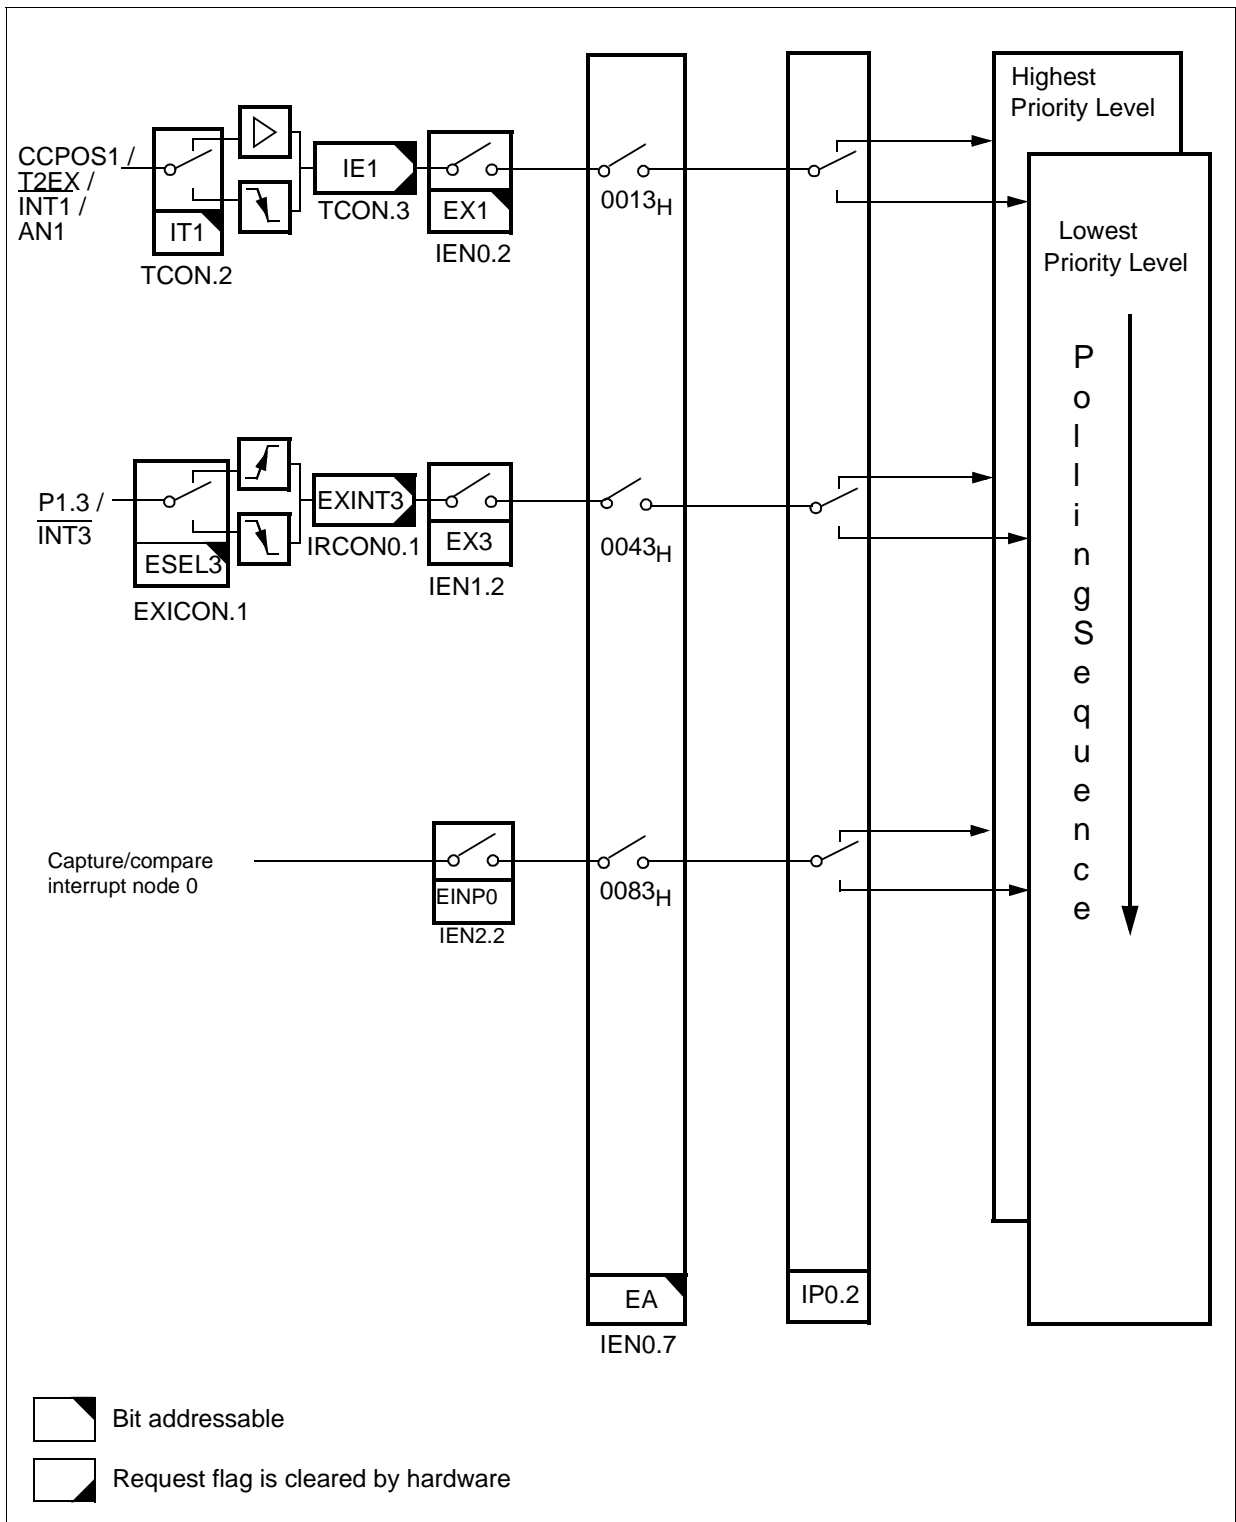 Highest
Priority Level
CCPOS1 /
T2EX /
INT1 /
AN1
IT1
TCON.2
IE1
TCON.3
EX1
IEN0.2
0013H
Lowest
Priority Level
P1.3 /
INT3
ESEL3
EXICON.1
EXINT3
IRCON0.1
EX3
IEN1.2
0043H
Polling Sequence
Capture/compare
interrupt node 0
EINP0
IEN2.2
0083H
EA
IEN0.7
IP0.2
Bit addressable
Request flag is cleared by hardware